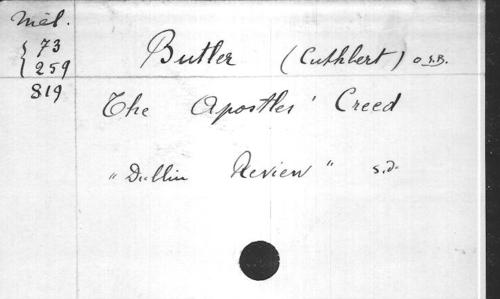 Mél.
{ 73
{ 259
819
Butler (Cuthbert) O.S.B.
The Apostles' Creed
"Dublin Review" s.d.